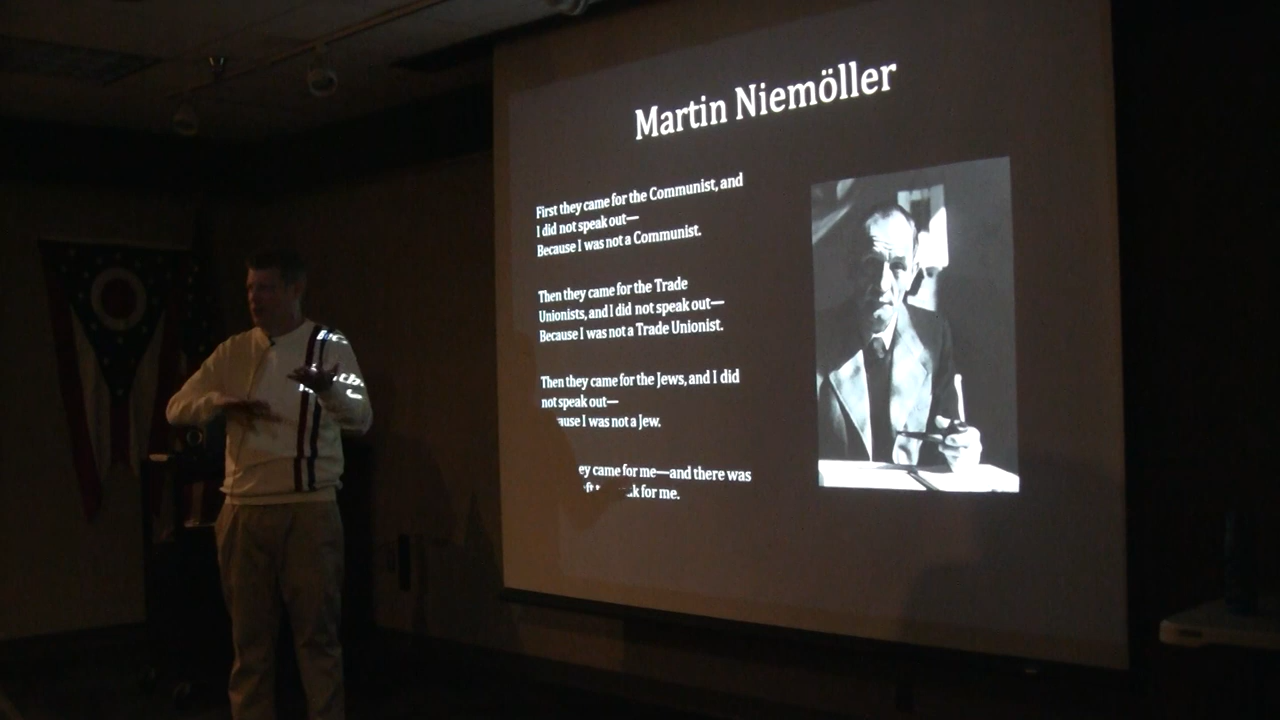 Martin Niemöller
First they came for the Communist, and
I did not speak out—
Because I was not a Communist.
Then they came for the Trade
Unionists, and I did not speak out—
Because I was not a Trade Unionist.
Then they came for the Jews, and I did
not speak out—
ause I was not a Jew.
ey came for me—and there was
for me.